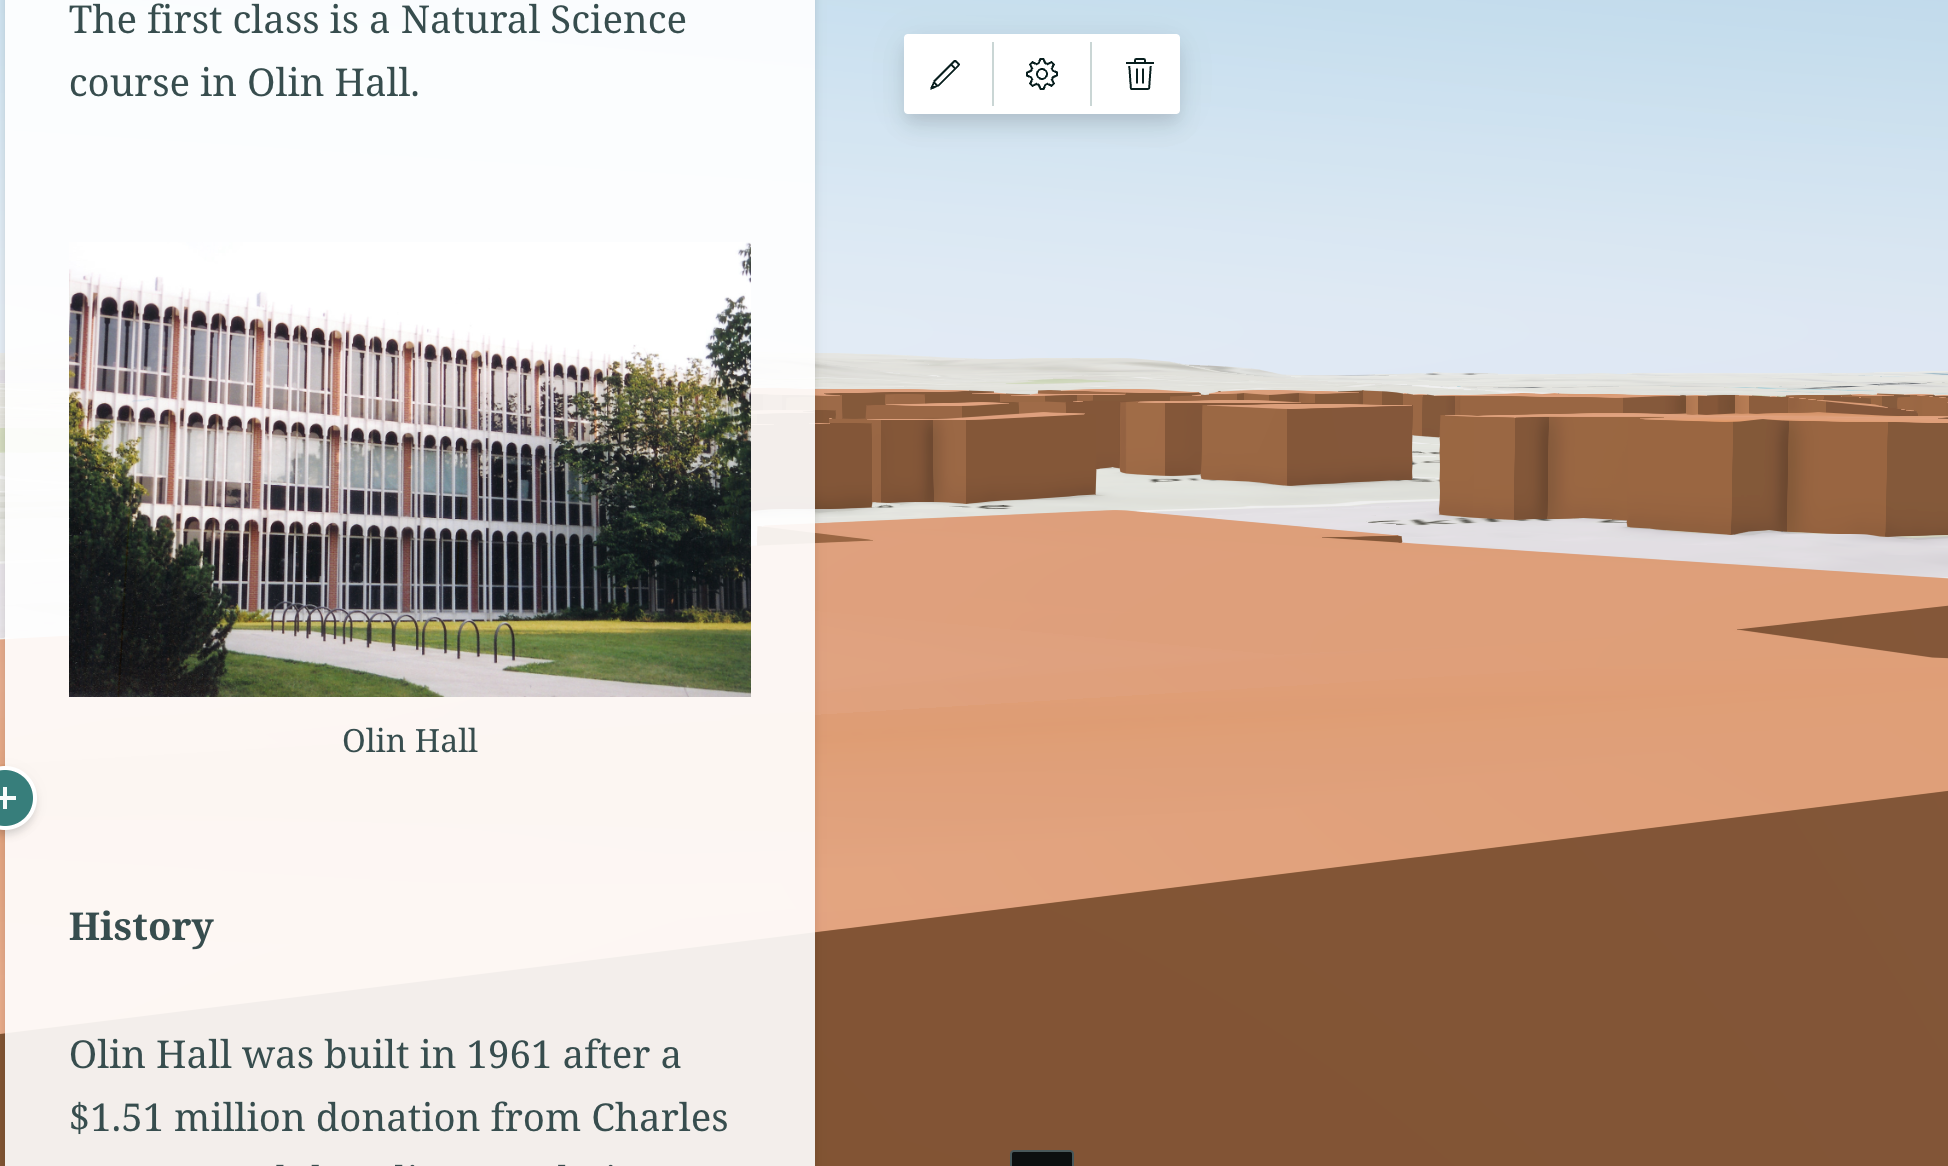 The first class is a Natural Science
course in Olin Hall.
Olin Hall
History
Olin Hall was built in 1961 after a
$1.51 million donation from Charles